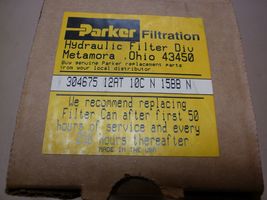 Parker Filtration
Hydraulic Filter Div
Metamora , Ohio 43450
Buy genuine Parker replacement parts
from your local distributor.
304675 12AT 10C N 15BB N
We recommend replacing
Filter Can after first 50
hours of service and every
hours thereafter
MADE IN THE USA